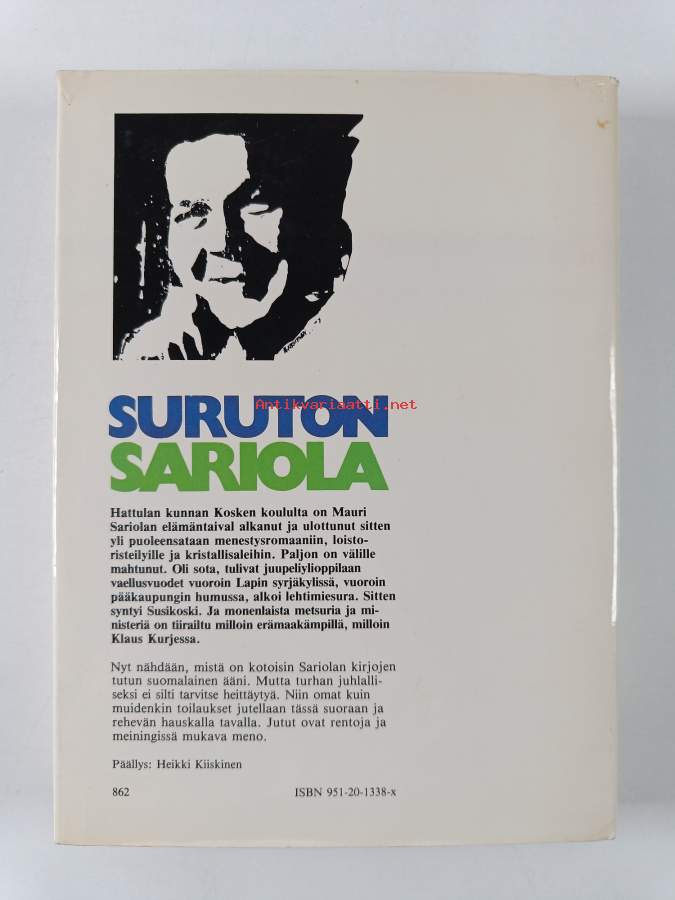 SURUTON
Antikvariaatti.net
SARIOLA
Hattulan kunnan Kosken koululta on Mauri
Sariolan elämäntaival alkanut ja ulottunut sitten
yli puoleensataan menestysromaaniin, loisto-
risteilyille ja kristallisaleihin. Paljon on välille
mahtunut. Oli sota, tulivat juupeliylioppilaan
vaellusvuodet vuoroin Lapin syrjäkylissä, vuoroin
pääkaupungin humussa, alkoi lehtimiesura. Sitten
syntyi Susikoski. Ja monenlaista metsuria ja mi-
nisteriä on tiirailtu milloin erämaakämpillä, milloin
Klaus Kurjessa.
Nyt nähdään, mistä on kotoisin Sariolan kirjojen
tutun suomalainen ääni. Mutta turhan juhlalli-
seksi ei silti tarvitse heittäytyä. Niin omat kuin
muidenkin toilaukset jutellaan tässä suoraan ja
rehevän hauskalla tavalla. Jutut ovat rentoja ja
meiningissä mukava meno.
Päällys: Heikki Kiiskinen
862 ISBN 951-20-1338-x